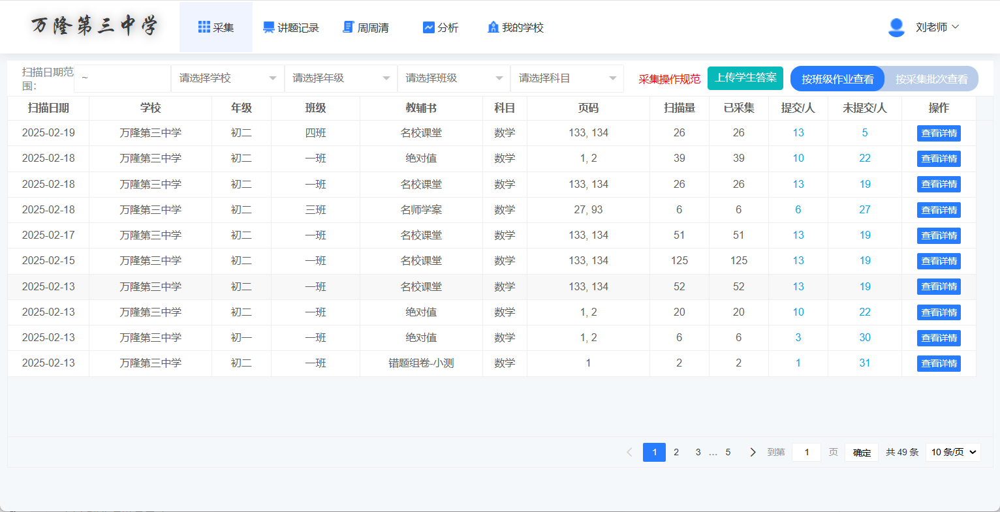 万隆第三中学 采集 讲题记录 周周清 分析 我的学校 刘老师
扫描日期范围： ~ 请选择学校 请选择年级 请选择班级 请选择科目 采集操作规范 上传学生答案 按班级作业查看 按采集批次查看
扫描日期 学校 年级 班级 教辅书 科目 页码 扫描量 已采集 提交/人 未提交/人 操作
2025-02-19 万隆第三中学 初二 四班 名校课堂 数学 133, 134 26 26 13 5 查看详情
2025-02-18 万隆第三中学 初二 一班 绝对值 数学 1, 2 39 39 10 22 查看详情
2025-02-18 万隆第三中学 初二 一班 名校课堂 数学 133, 134 26 26 13 19 查看详情
2025-02-18 万隆第三中学 初二 三班 名师学案 数学 27, 93 6 6 6 27 查看详情
2025-02-17 万隆第三中学 初二 一班 名校课堂 数学 133, 134 51 51 13 19 查看详情
2025-02-15 万隆第三中学 初二 一班 名校课堂 数学 133, 134 125 125 13 19 查看详情
2025-02-13 万隆第三中学 初二 一班 名校课堂 数学 133, 134 52 52 13 19 查看详情
2025-02-13 万隆第三中学 初二 一班 绝对值 数学 1, 2 20 20 10 22 查看详情
2025-02-13 万隆第三中学 初一 一班 绝对值 数学 1, 2 6 6 3 30 查看详情
2025-02-13 万隆第三中学 初二 一班 错题组卷-小测 数学 1 2 2 1 31 查看详情
1 2 3 ... 5 到第 1 页 确定 共 49 条 10 条/页